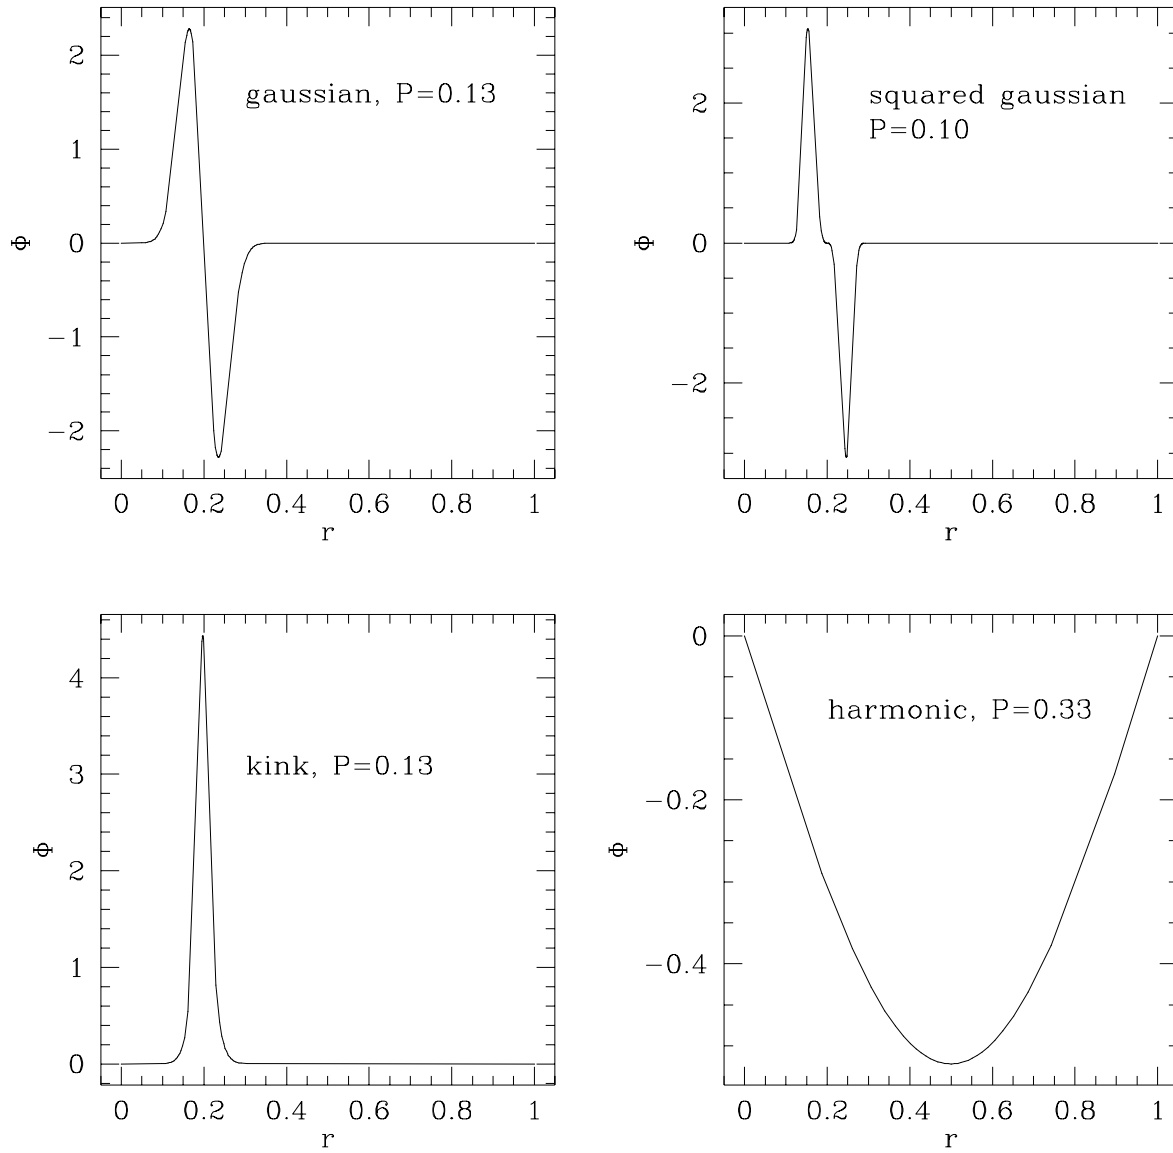 2
1
0
−1
−2
Φ
gaussian, P=0.13
0 0.2 0.4 0.6 0.8 1
r
2
0
−2
Φ
squared gaussian
P=0.10
0 0.2 0.4 0.6 0.8 1
r
4
3
2
1
0
Φ
kink, P=0.13
0 0.2 0.4 0.6 0.8 1
r
0
−0.2
−0.4
Φ
harmonic, P=0.33
0 0.2 0.4 0.6 0.8 1
r